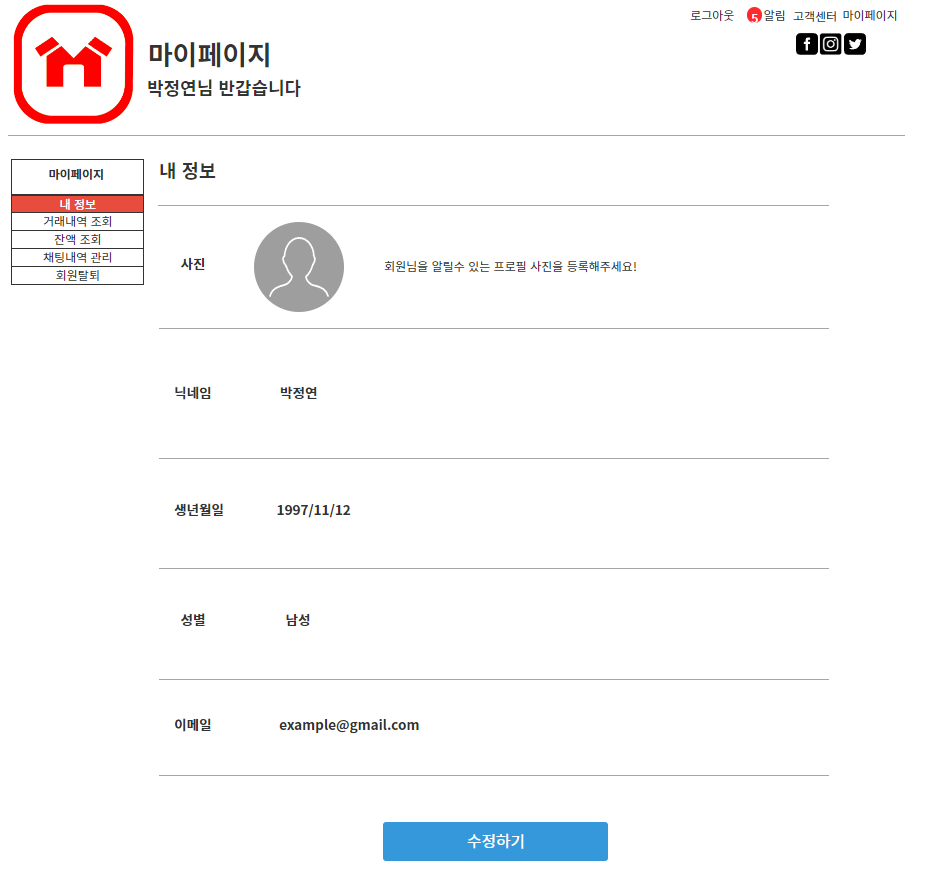 로그아웃 5 알림 고객센터 마이페이지
마이페이지
박정연님 반갑습니다
마이페이지
내 정보
거래내역 조회
잔액 조회
채팅내역 관리
회원탈퇴
내 정보
사진
회원님을 알릴수 있는 프로필 사진을 등록해주세요!
닉네임 박정연
생년월일 1997/11/12
성별 남성
이메일 example@gmail.com
수정하기